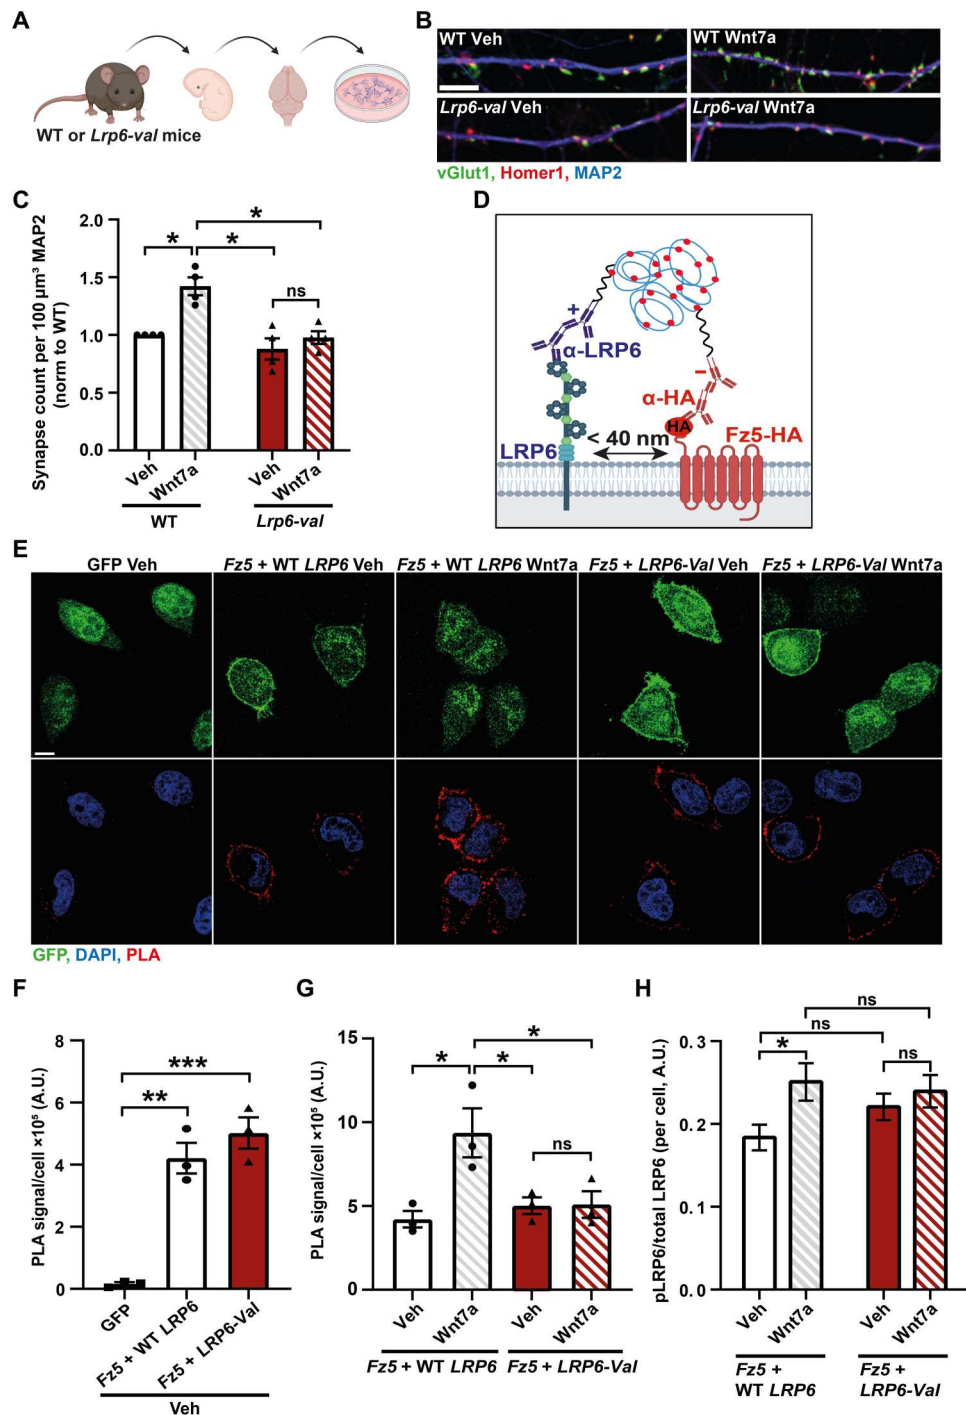 A
WT or Lrp6-val mice
B
WT Veh
WT Wnt7a
Lrp6-val Veh
Lrp6-val Wnt7a
vGlut1, Homer1, MAP2
C
Synapse count per 100 µm³ MAP2
(norm to WT)
2.0
1.5
1.0
0.5
0.0
*
*
*
ns
Veh
Wnt7a
Veh
Wnt7a
WT
Lrp6-val
D
+
α-LRP6
−
α-HA
HA
Fz5-HA
LRP6
< 40 nm
E
GFP Veh
Fz5 + WT LRP6 Veh
Fz5 + WT LRP6 Wnt7a
Fz5 + LRP6-Val Veh
Fz5 + LRP6-Val Wnt7a
GFP, DAPI, PLA
F
PLA signal/cell ×10⁵ (A.U.)
8
6
4
2
0
***
**
GFP
Fz5 + WT LRP6
Fz5 + LRP6-Val
Veh
G
PLA signal/cell ×10⁵ (A.U.)
15
10
5
0
*
*
*
ns
Veh
Wnt7a
Veh
Wnt7a
Fz5 + WT LRP6
Fz5 + LRP6-Val
H
pLRP6/total LRP6 (per cell, A.U.)
0.3
0.2
0.1
0.0
ns
ns
*
ns
Veh
Wnt7a
Veh
Wnt7a
Fz5 +
WT LRP6
Fz5 +
LRP6-Val